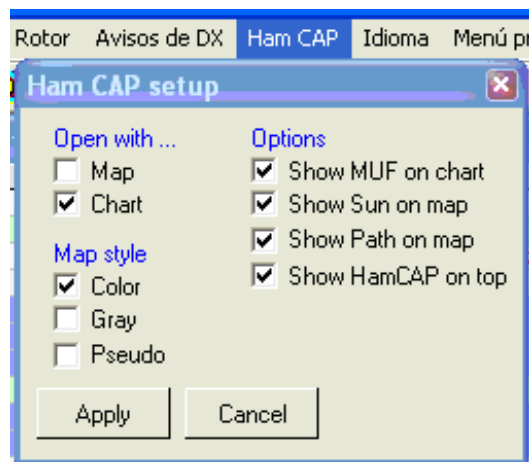 Rotor Avisos de DX Ham CAP Idioma Menú pr
Ham CAP setup
Open with ...
Map
Chart
Map style
Color
Gray
Pseudo
Options
Show MUF on chart
Show Sun on map
Show Path on map
Show HamCAP on top
Apply Cancel